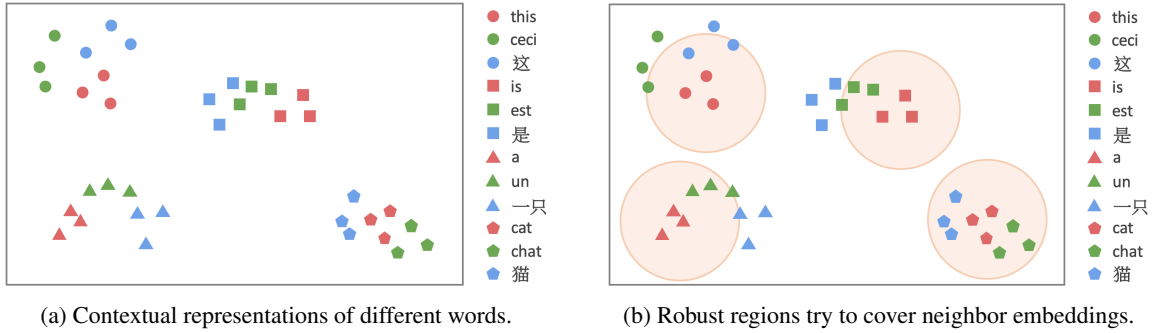 this
ceci
这
is
est
是
a
un
一只
cat
chat
猫
this
ceci
这
is
est
是
a
un
一只
cat
chat
猫
(a) Contextual representations of different words.
(b) Robust regions try to cover neighbor embeddings.